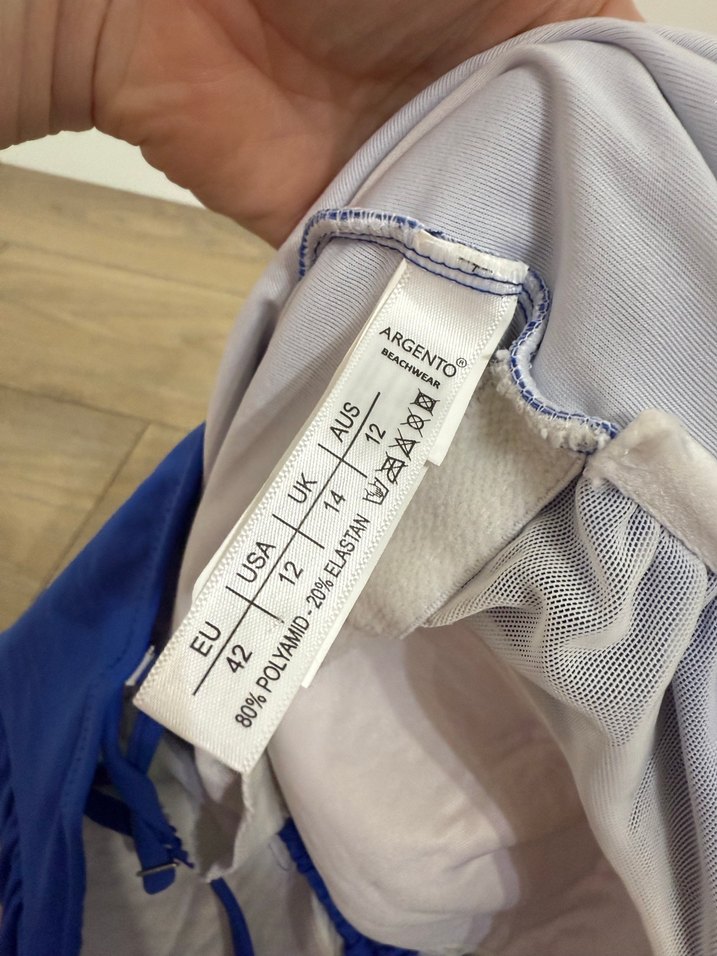 ARGENTO®
BEACHWEAR
EU USA UK AUS
42 12 14 12
80% POLYAMID - 20% ELASTAN